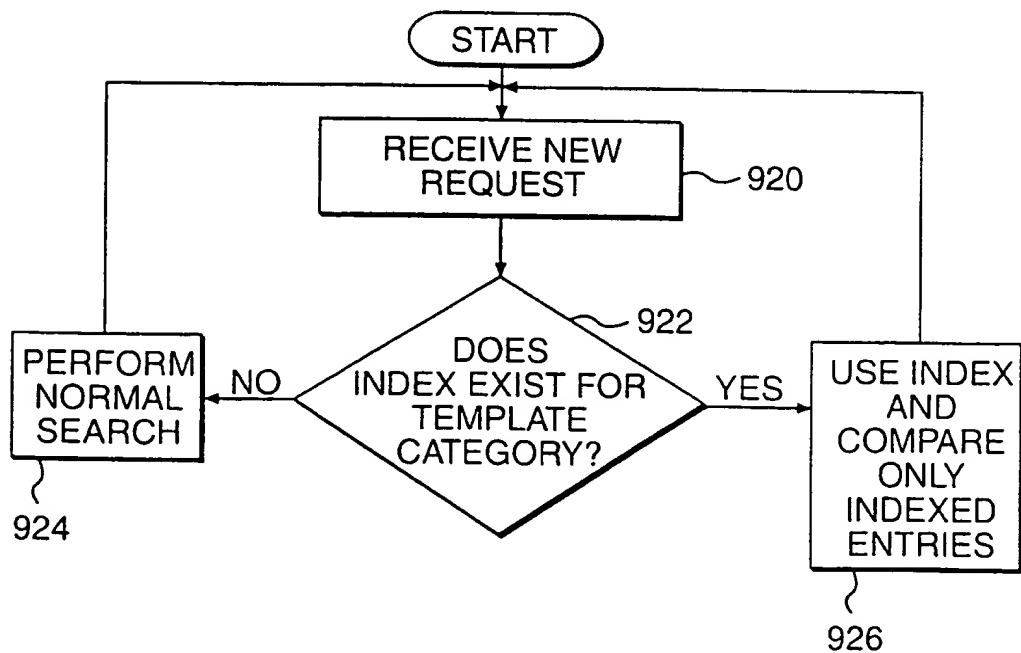 START
RECEIVE NEW
REQUEST
920
922
DOES
INDEX EXIST FOR
TEMPLATE
CATEGORY?
NO
YES
PERFORM
NORMAL
SEARCH
924
USE INDEX
AND
COMPARE
ONLY
INDEXED
ENTRIES
926